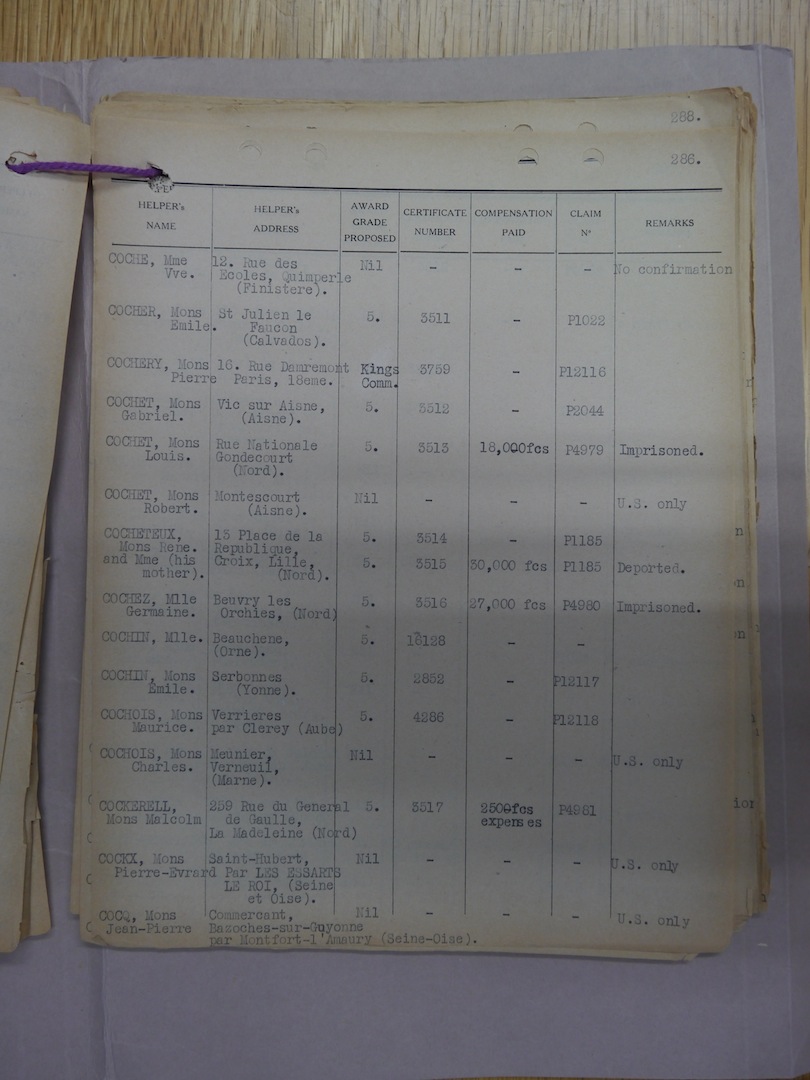 288.
286.
HELPER's NAME HELPER's ADDRESS AWARD GRADE PROPOSED CERTIFICATE NUMBER COMPENSATION PAID CLAIM Nº REMARKS
COCHE, Mme 12. Rue des Nil - - - No confirmation
Vve. Ecoles, Quimperle
(Finistere).
COCHER, Mons St Julien le 5. 3511 - P1022
Emile. Faucon
(Calvados).
COCHERY, Mons 16. Rue Damremont Kings 3759 - P12116
Pierre Paris, 18eme. Comm.
COCHET, Mons Vic sur Aisne, 5. 3512 - P2044
Gabriel. (Aisne).
COCHET, Mons Rue Nationale 5. 3513 18,000fcs P4979 Imprisoned.
Louis. Gondecourt
(Nord).
COCHET, Mons Montescourt Nil - - - U.S. only
Robert. (Aisne).
COCHETEUX, 13 Place de la 5. 3514 - P1185
Mons Rene. Republique,
and Mme (his Croix, Lille, 5. 3515 30,000 fcs P1185 Deported.
mother). (Nord).
COCHEZ, Mlle Beuvry les 5. 3516 27,000 fcs P4980 Imprisoned.
Germaine. Orchies, (Nord)
COCHIN, Mlle. Beauchene, 5. 18128 - -
(Orne).
COCHIN, Mons Serbonnes 5. 2852 - P12117
Emile. (Yonne).
COCHOIS, Mons Verrieres 5. 4286 - P12118
Maurice. par Clerey (Aube)
COCHOIS, Mons Meunier, Nil - - - U.S. only
Charles. Verneuil,
(Marne).
COCKERELL, 259 Rue du General 5. 3517 2500fcs P4981
Mons Malcolm de Gaulle, expenses
La Madeleine (Nord)
COCKX, Mons Saint-Hubert, Nil - - - U.S. only
Pierre-Evrard Par LES ESSARTS
LE ROI, (Seine
et Oise).
COCQ, Mons Commercant, Nil - - - U.S. only
Jean-Pierre Bazoches-sur-Guyonne
par Montfort-l'Amaury (Seine-Oise).